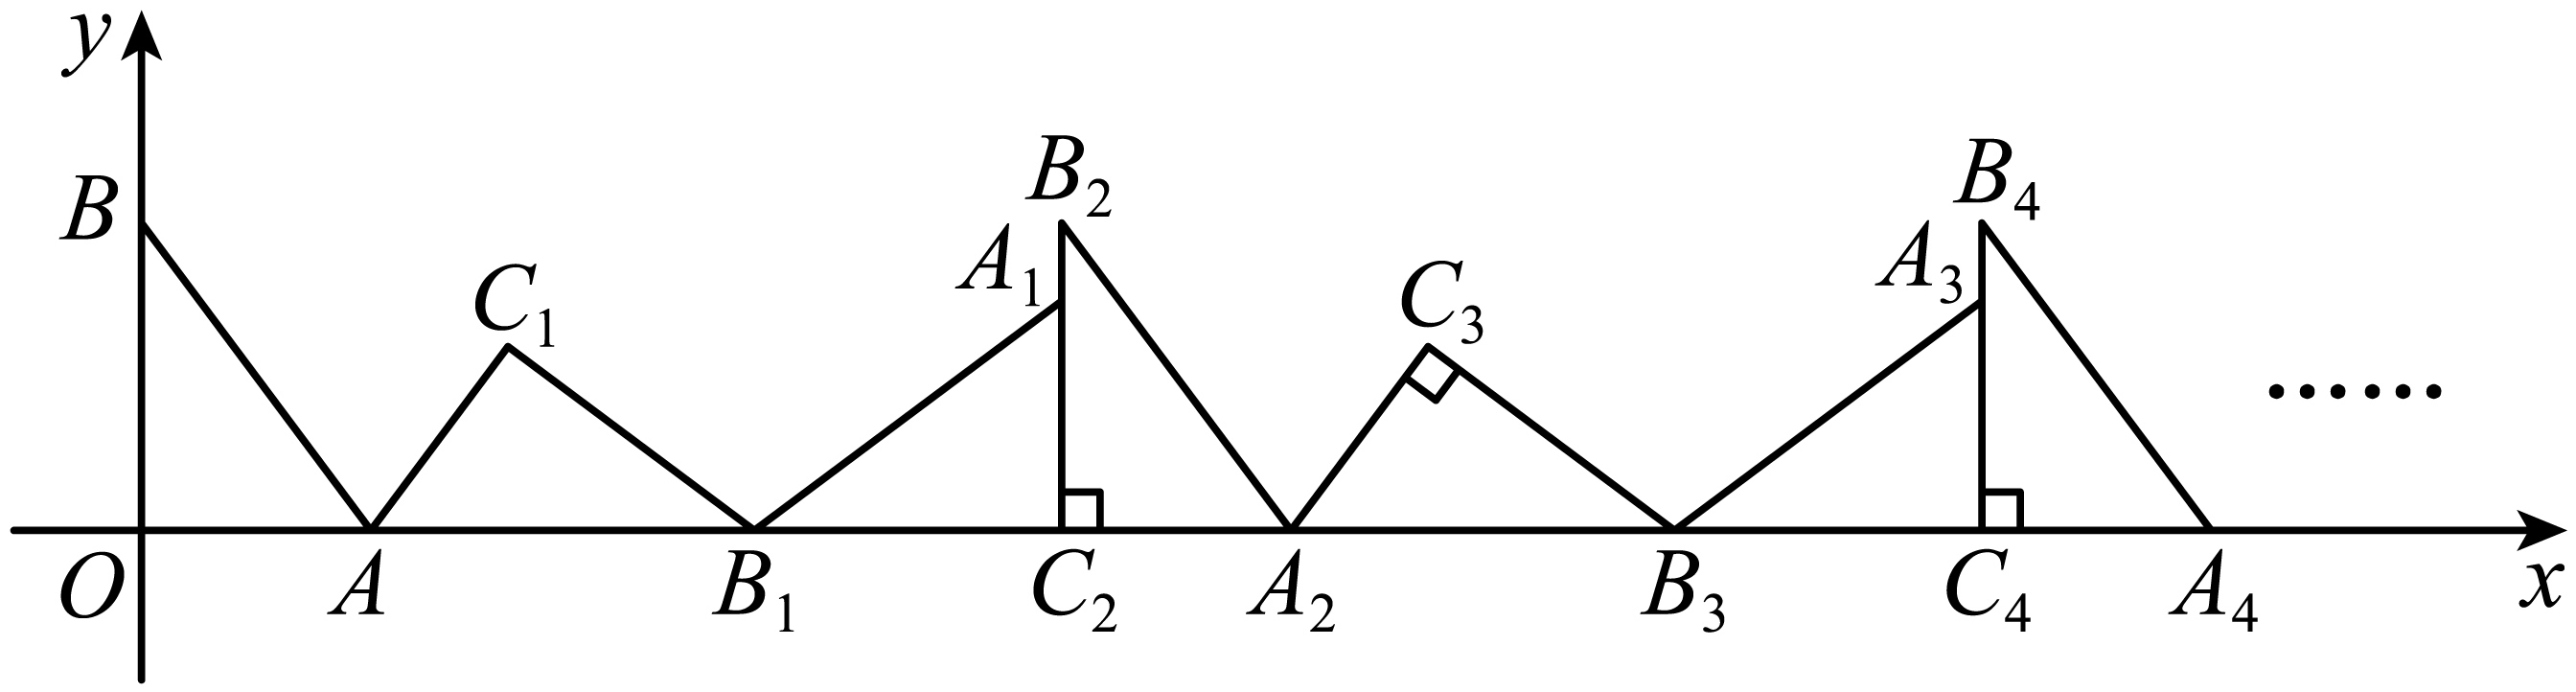 y
B
C₁
A₁
B₂
C₃
A₃
B₄
......
O
A
B₁
C₂
A₂
B₃
C₄
A₄
x